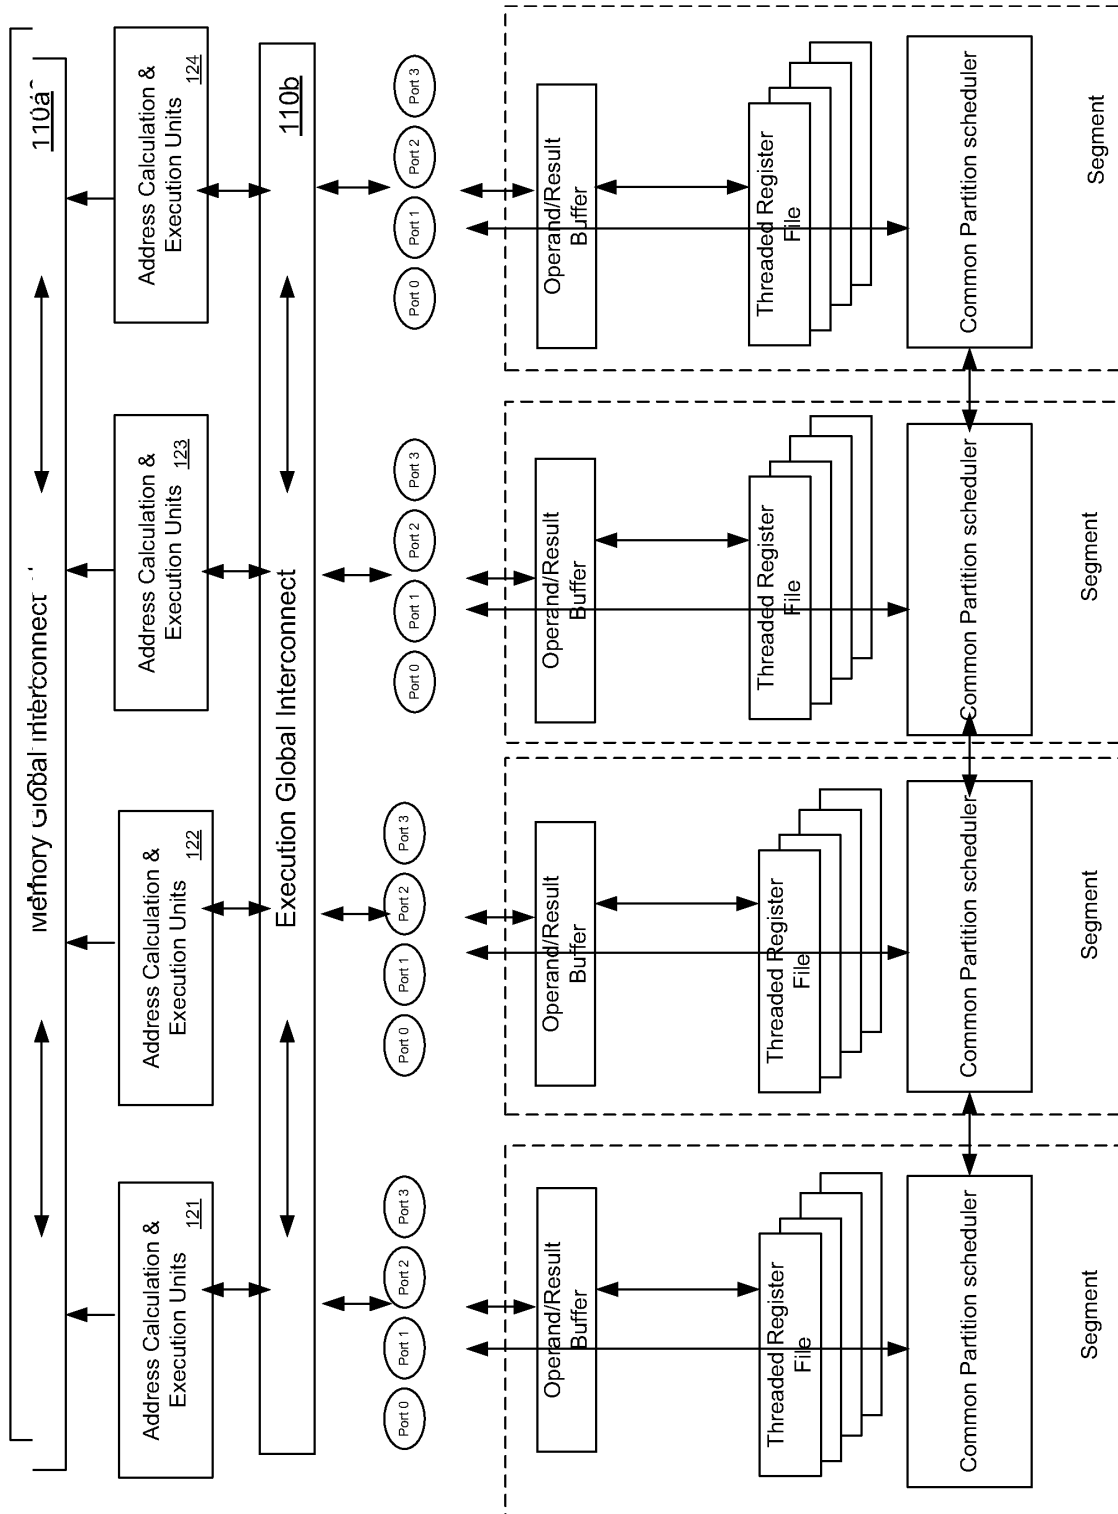 Memory Global Interconnect
110a
Address Calculation &
Execution Units
121
Address Calculation &
Execution Units
122
Address Calculation &
Execution Units
123
Address Calculation &
Execution Units
124
Execution Global Interconnect
110b
Port 0
Port 1
Port 2
Port 3
Port 0
Port 1
Port 2
Port 3
Port 0
Port 1
Port 2
Port 3
Port 0
Port 1
Port 2
Port 3
Operand/Result
Buffer
Operand/Result
Buffer
Operand/Result
Buffer
Operand/Result
Buffer
Threaded Register
File
Threaded Register
File
Threaded Register
File
Threaded Register
File
Common Partition scheduler
Common Partition scheduler
Common Partition scheduler
Common Partition scheduler
Segment
Segment
Segment
Segment